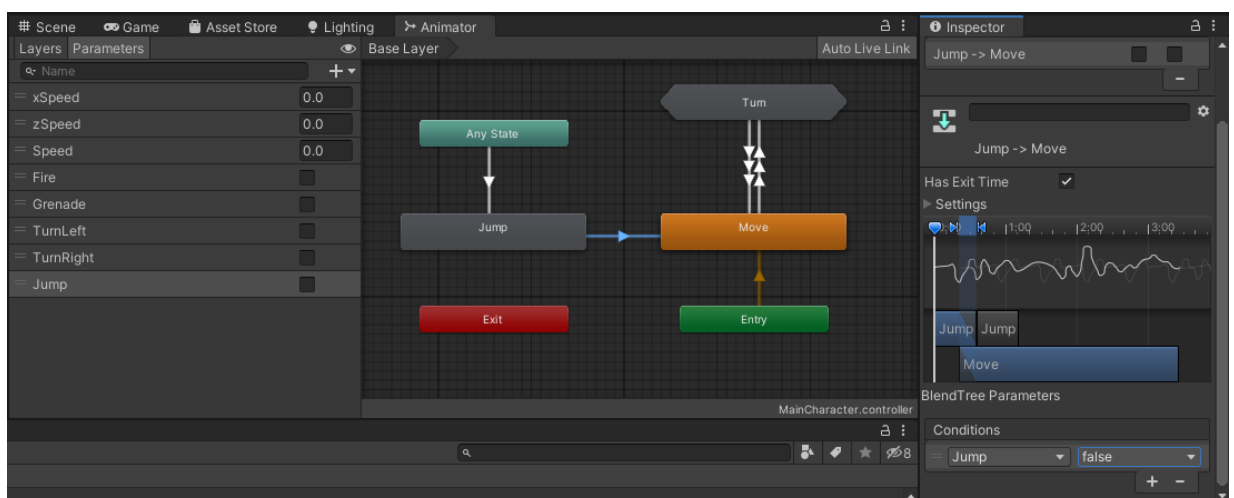 Scene Game Asset Store Lighting Animator
Layers Parameters Base Layer Auto Live Link
Name
xSpeed 0.0
zSpeed 0.0
Speed 0.0
Fire
Grenade
TurnLeft
TurnRight
Jump
Turn
Any State
Jump Move
Exit Entry
MainCharacter.controller
8
Inspector
Jump -> Move
Jump -> Move
Has Exit Time
Settings
1:00 2:00 3:00
Jump Jump
Move
BlendTree Parameters
Conditions
Jump false
+ -